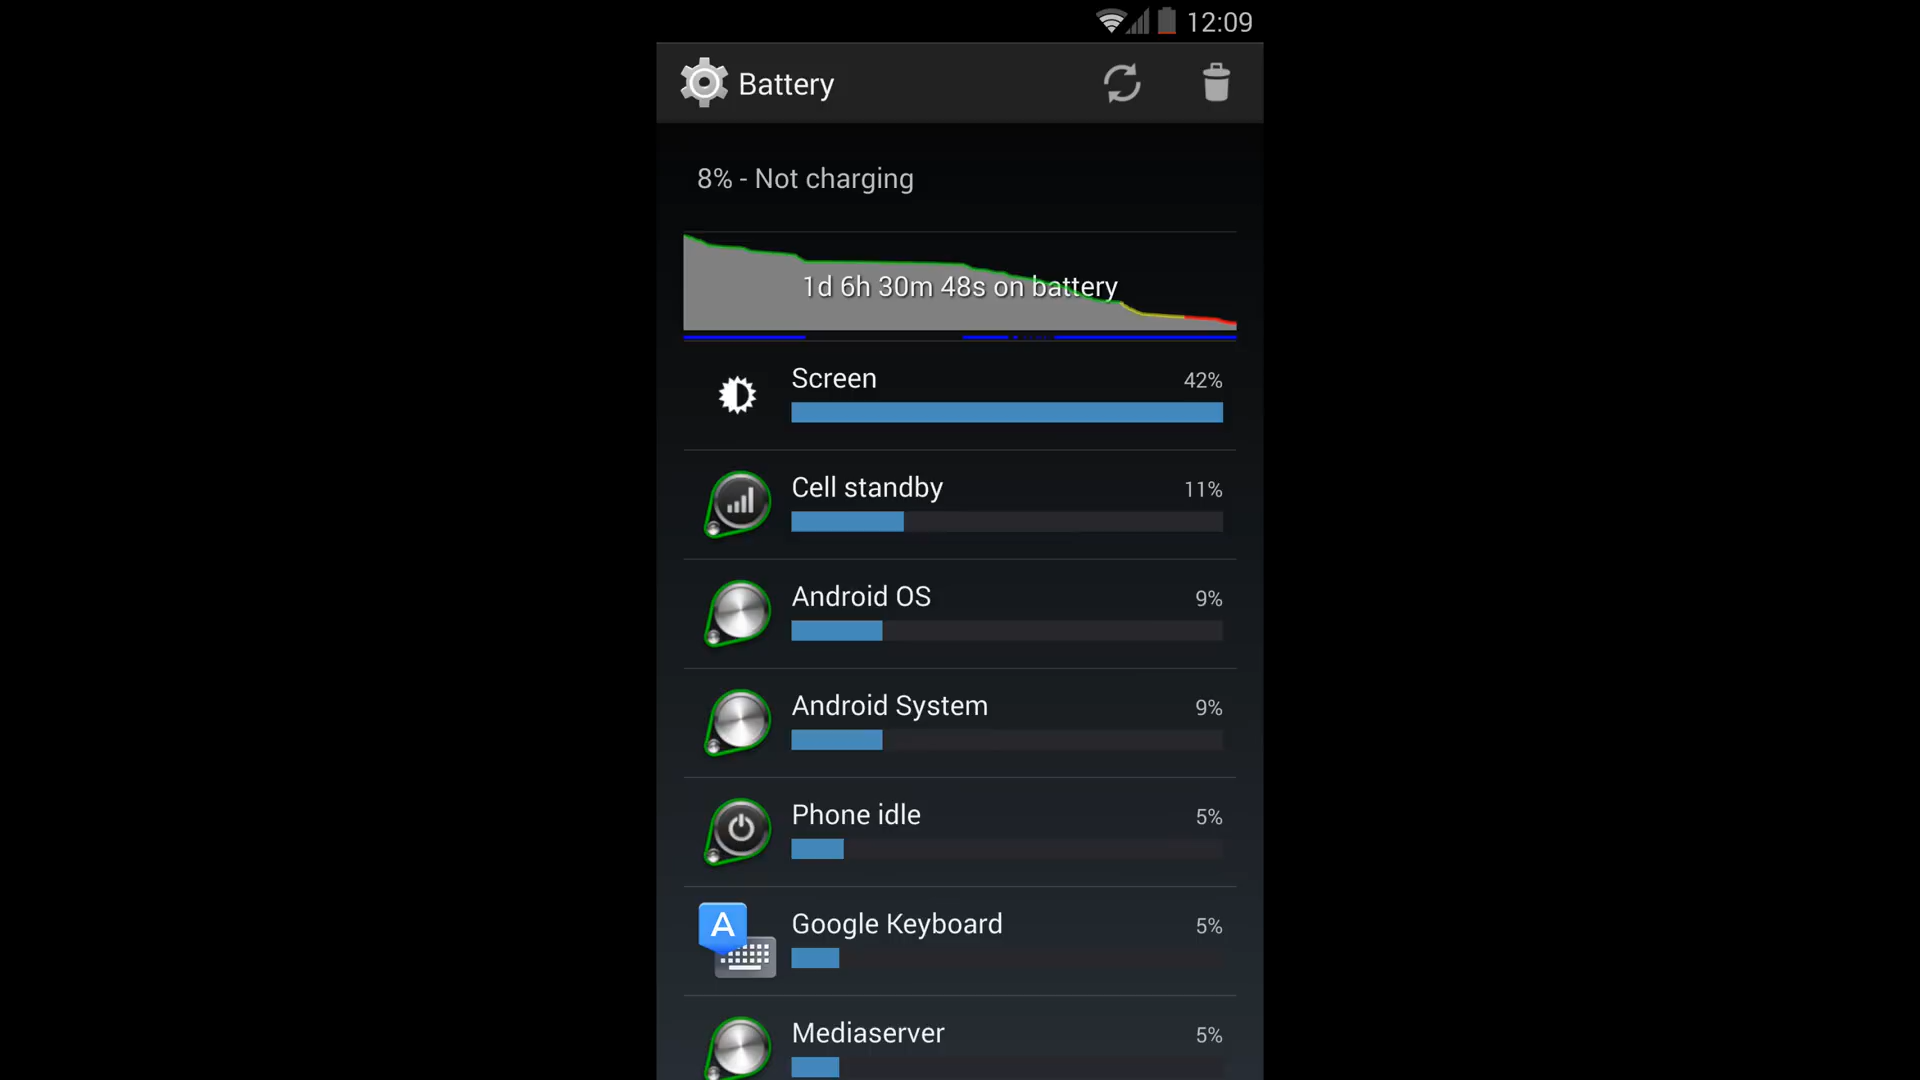 12:09
Battery
8% - Not charging
1d 6h 30m 48s on battery
Screen 42%
Cell standby 11%
Android OS 9%
Android System 9%
Phone idle 5%
A
Google Keyboard 5%
Mediaserver 5%